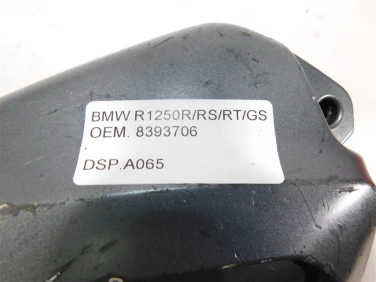 BMW R1250R/RS/RT/GS
OEM. 8393706
DSP.A065